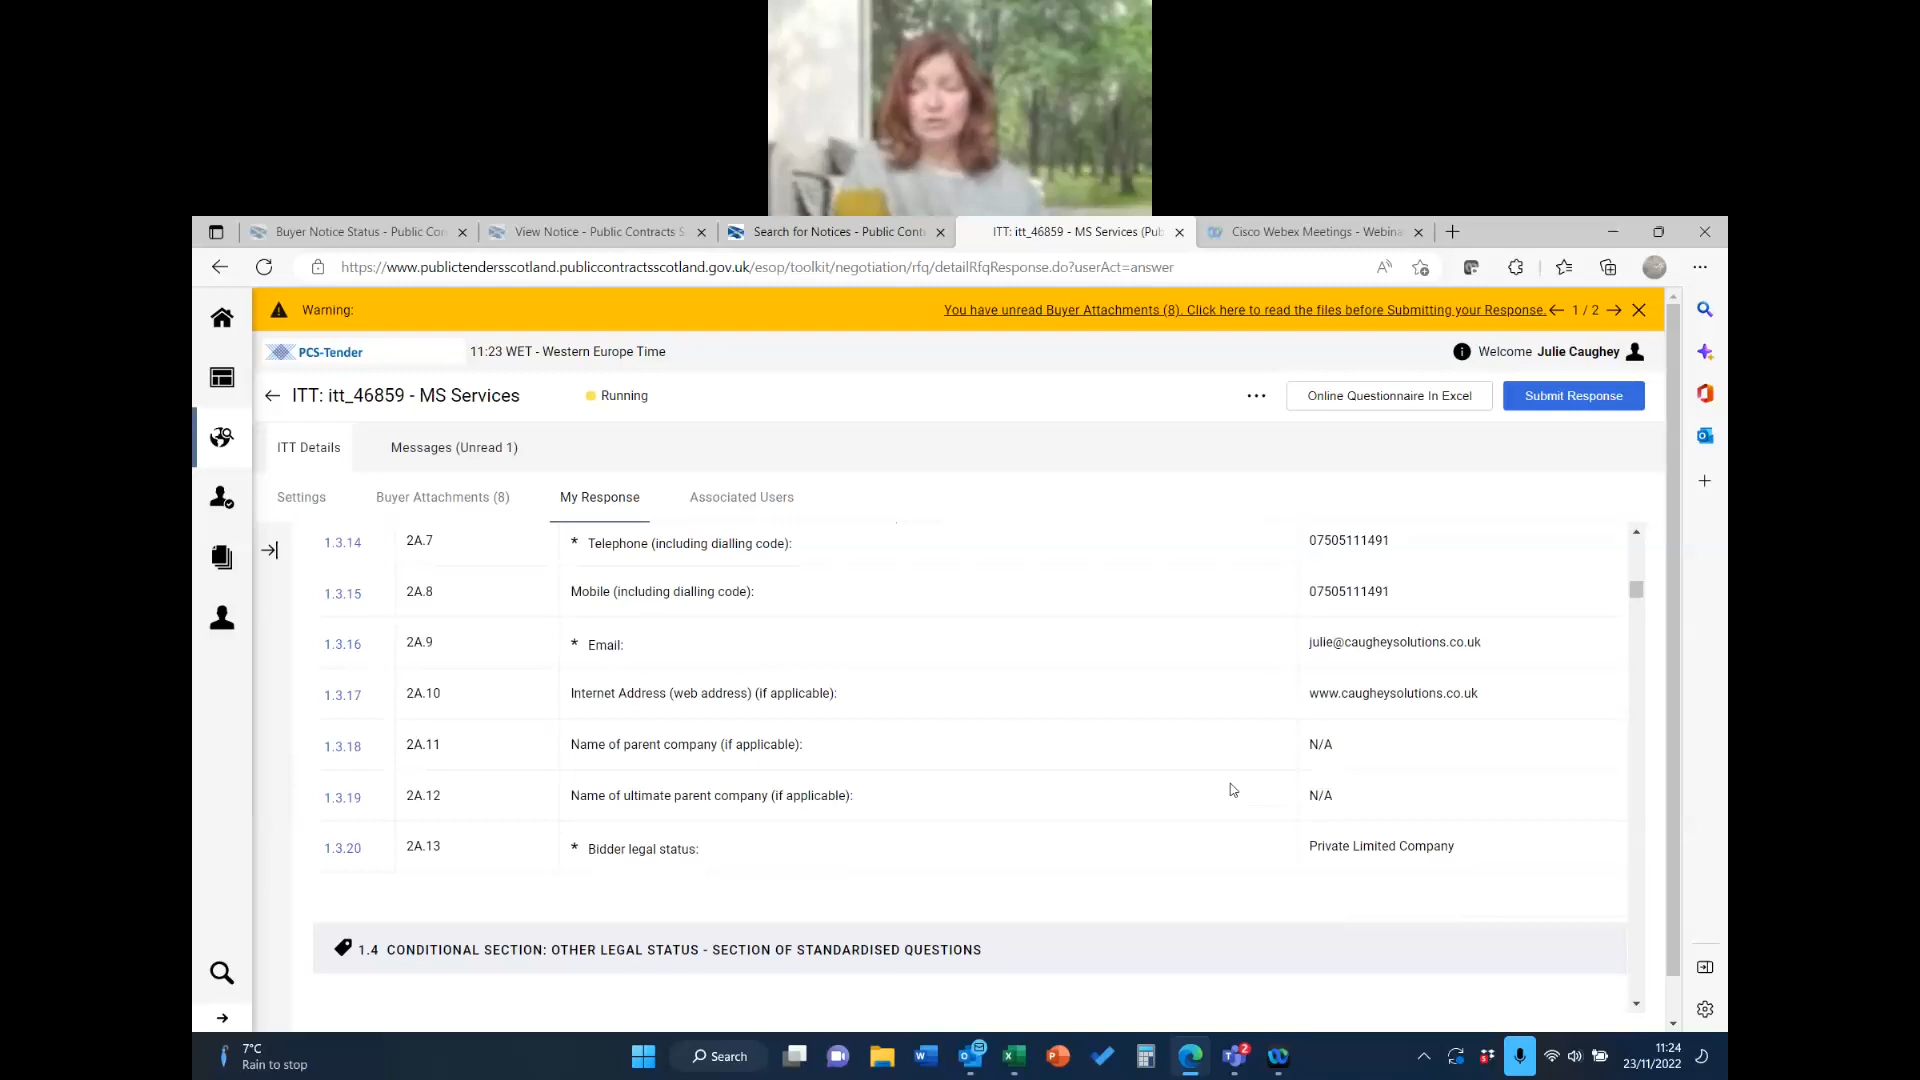 Buyer Notice Status - Public Con
View Notice - Public Contracts S
Search for Notices - Public Cont
ITT: itt_46859 - MS Services (Pub
Cisco Webex Meetings - Webina
https://www.publictendersscotland.publiccontractsscotland.gov.uk/esop/toolkit/negotiation/rfq/detailRfqResponse.do?userAct=answer
Warning:
You have unread Buyer Attachments (8). Click here to read the files before Submitting your Response.
1 / 2
PCS-Tender
11:23 WET - Western Europe Time
Welcome Julie Caughey
ITT: itt_46859 - MS Services
Running
Online Questionnaire In Excel
Submit Response
ITT Details
Messages (Unread 1)
Settings
Buyer Attachments (8)
My Response
Associated Users
1.3.14 2A.7 * Telephone (including dialling code): 07505111491
1.3.15 2A.8 Mobile (including dialling code): 07505111491
1.3.16 2A.9 * Email: julie@caugheysolutions.co.uk
1.3.17 2A.10 Internet Address (web address) (if applicable): www.caugheysolutions.co.uk
1.3.18 2A.11 Name of parent company (if applicable): N/A
1.3.19 2A.12 Name of ultimate parent company (if applicable): N/A
1.3.20 2A.13 * Bidder legal status: Private Limited Company
1.4 CONDITIONAL SECTION: OTHER LEGAL STATUS - SECTION OF STANDARDISED QUESTIONS
7°C
Rain to stop
Search
2
11:24
23/11/2022